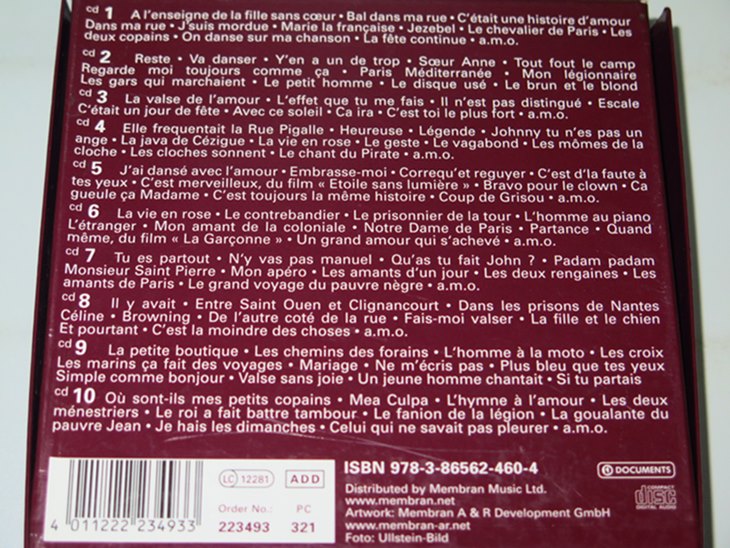 cd 1 A l'enseigne de la fille sans cœur • Bal dans ma rue • C'était une histoire d'amour
Dans ma rue • J'suis mordue • Marie la française • Jezebel • Le chevalier de Paris • Les
deux copains • On danse sur ma chanson • La fête continue • a.m.o.
cd 2 Reste • Va danser • Y'en a un de trop • Sœur Anne • Tout fout le camp
Regarde moi toujours comme ça • Paris Méditerranée • Mon légionnaire
Les gars qui marchaient • Le petit homme • Le disque usé • Le brun et le blond
cd 3 La valse de l'amour • L'effet que tu me fais • Il n'est pas distingué • Escale
C'était un jour de fête • Avec ce soleil • Ca ira • C'est toi le plus fort • a.m.o.
cd 4 Elle frequentait la Rue Pigalle • Heureuse • Légende • Johnny tu n'es pas un
ange • La java de Cézigue • La vie en rose • Le geste • Le vagabond • Les mômes de la
cloche • Les cloches sonnent • Le chant du Pirate • a.m.o.
cd 5 J'ai dansé avec l'amour • Embrasse-moi • Correqu'et reguyer • C'est d'la faute à
tes yeux • C'est merveilleux, du film « Etoile sans lumière » • Bravo pour le clown • Ca
gueule ça Madame • C'est toujours la même histoire • Coup de Grisou • a.m.o.
cd 6 La vie en rose • Le contrebandier • Le prisonnier de la tour • L'homme au piano
L'étranger • Mon amant de la coloniale • Notre Dame de Paris • Partance • Quand
même, du film « La Garçonne » • Un grand amour qui s'achevé • a.m.o.
cd 7 Tu es partout • N'y vas pas manuel • Qu'as tu fait John ? • Padam padam
Monsieur Saint Pierre • Mon apéro • Les amants d'un jour • Les deux rengaines • Les
amants de Paris • Le grand voyage du pauvre nègre • a.m.o.
cd 8 Il y avait • Entre Saint Ouen et Clignancourt • Dans les prisons de Nantes
Céline • Browning • De l'autre coté de la rue • Fais-moi valser • La fille et le chien
Et pourtant • C'est la moindre des choses • a.m.o.
cd 9 La petite boutique • Les chemins des forains • L'homme à la moto • Les croix
Les marins ça fait des voyages • Mariage • Ne m'écris pas • Plus bleu que tes yeux
Simple comme bonjour • Valse sans joie • Un jeune homme chantait • Si tu partais
cd 10 Où sont-ils mes petits copains • Mea Culpa • L'hymne à l'amour • Les deux
ménestriers • Le roi a fait battre tambour • Le fanion de la légion • La goualante du
pauvre Jean • Je hais les dimanches • Celui qui ne savait pas pleurer • a.m.o.
4 011222 234933
LC 12281 ADD
Order No.: PC
223493 321
ISBN 978-3-86562-460-4
Distributed by Membran Music Ltd.
www.membran.net
Artwork: Membran A & R Development GmbH
www.membran-ar.net
Foto: Ullstein-Bild
DOCUMENTS
COMPACT
disc
DIGITAL AUDIO